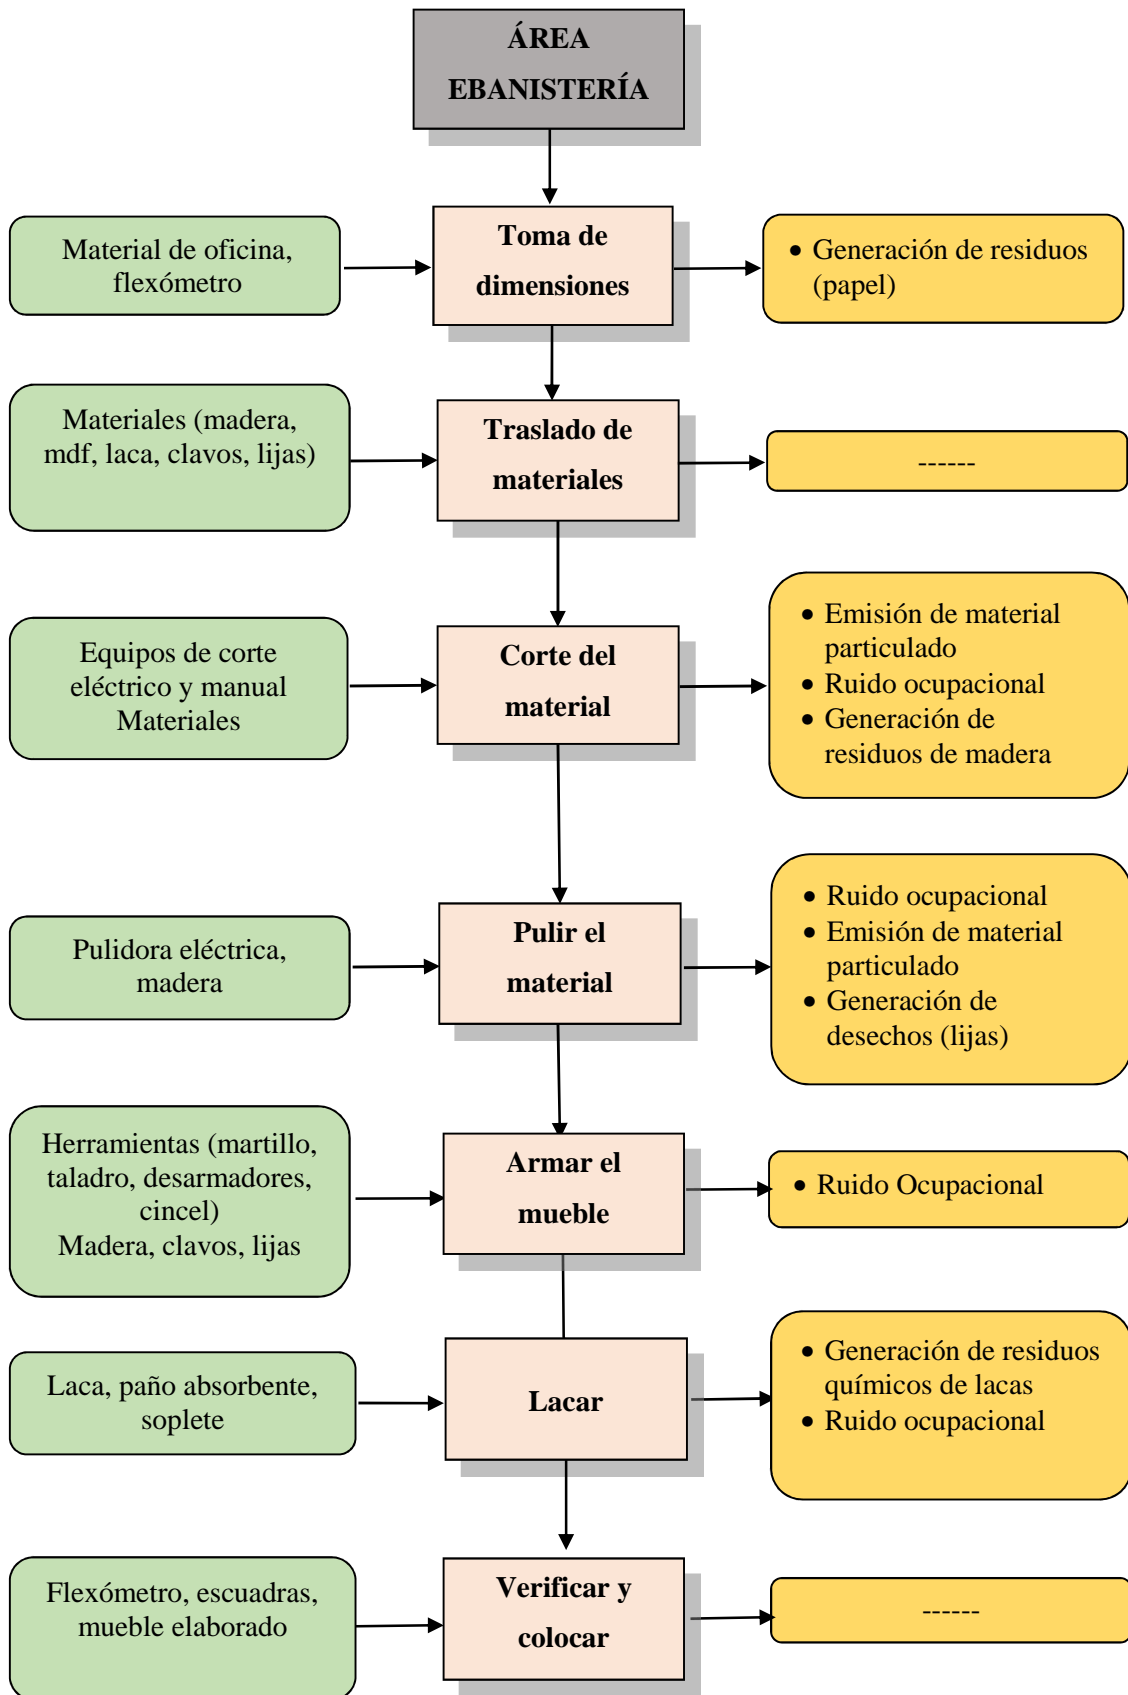 ÁREA
EBANISTERÍA
Material de oficina,
flexómetro
Toma de
dimensiones
• Generación de residuos
(papel)
Materiales (madera,
mdf, laca, clavos, lijas)
Traslado de
materiales
------
Equipos de corte
eléctrico y manual
Materiales
Corte del
material
• Emisión de material
particulado
• Ruido ocupacional
• Generación de
residuos de madera
Pulidora eléctrica,
madera
Pulir el
material
• Ruido ocupacional
• Emisión de material
particulado
• Generación de
desechos (lijas)
Herramientas (martillo,
taladro, desarmadores,
cincel)
Madera, clavos, lijas
Armar el
mueble
• Ruido Ocupacional
Laca, paño absorbente,
soplete
Lacar
• Generación de residuos
químicos de lacas
• Ruido ocupacional
Flexómetro, escuadras,
mueble elaborado
Verificar y
colocar
------